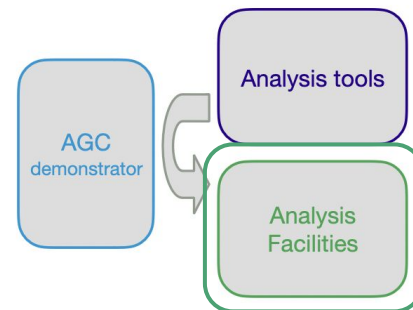 AGC
demonstrator
Analysis tools
Analysis
Facilities